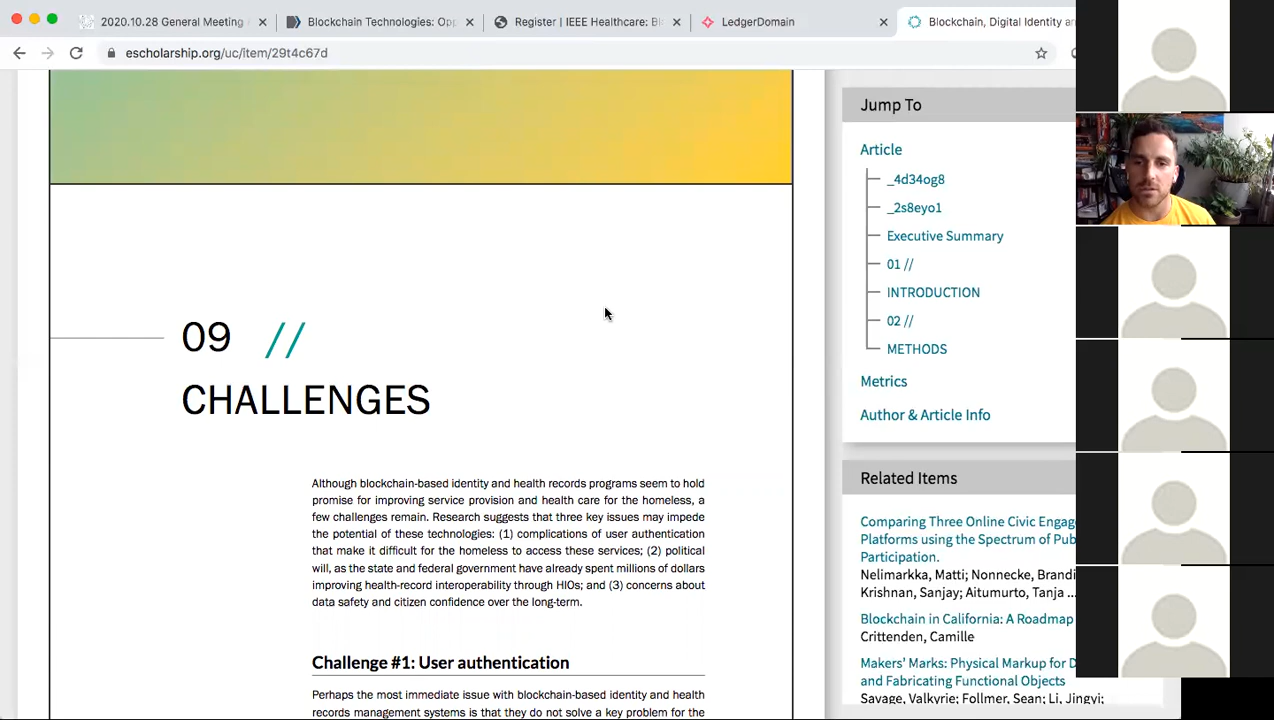 2020.10.28 General Meeting
Blockchain Technologies: Opp
Register | IEEE Healthcare: Bl
LedgerDomain
Blockchain, Digital Identity an
escholarship.org/uc/item/29t4c67d
09 //
CHALLENGES
Although blockchain-based identity and health records programs seem to hold
promise for improving service provision and health care for the homeless, a
few challenges remain. Research suggests that three key issues may impede
the potential of these technologies: (1) complications of user authentication
that make it difficult for the homeless to access these services; (2) political
will, as the state and federal government have already spent millions of dollars
improving health-record interoperability through HIOs; and (3) concerns about
data safety and citizen confidence over the long-term.
Challenge #1: User authentication
Perhaps the most immediate issue with blockchain-based identity and health
records management systems is that they do not solve a key problem for the
Jump To
Article
_4d34og8
_2s8eyo1
Executive Summary
01 //
INTRODUCTION
02 //
METHODS
Metrics
Author & Article Info
Related Items
Comparing Three Online Civic Engag
Platforms using the Spectrum of Pub
Participation.
Nelimarkka, Matti; Nonnecke, Brandi
Krishnan, Sanjay; Aitumurto, Tanja ...
Blockchain in California: A Roadmap
Crittenden, Camille
Makers' Marks: Physical Markup for D
and Fabricating Functional Objects
Savage, Valkyrie; Follmer, Sean; Li, Jingyi;